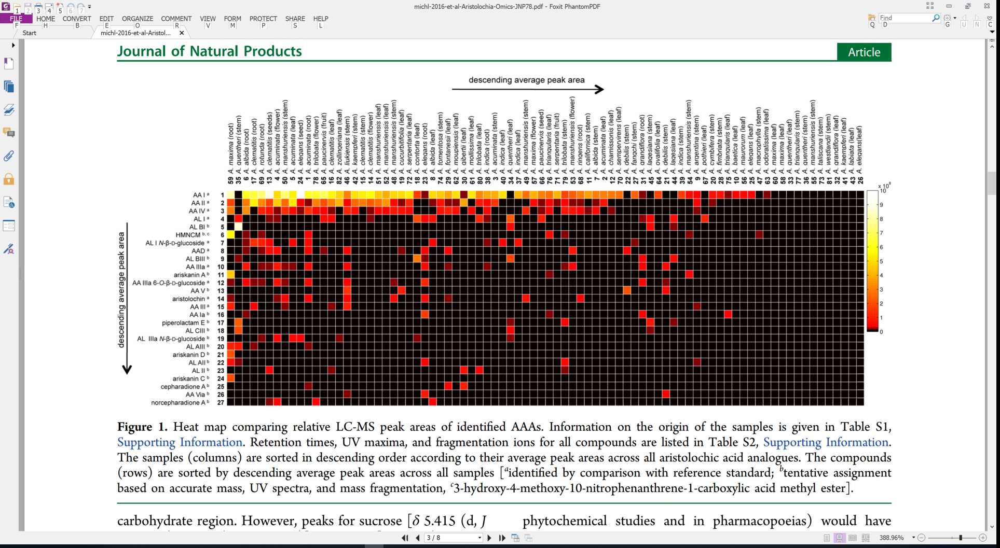 michl-2016-et-al-Aristolochia-Omics-JNP78.pdf - Foxit PhantomPDF
1 2 3 4 5 6 7
FILE HOME CONVERT EDIT ORGANIZE COMMENT VIEW FORM PROTECT SHARE HELP
Find
F H B E O R V M P S L
Q D G U N C
Start michl-2016-et-al-Aristol...
Journal of Natural Products
Article
descending average peak area
59 A. maxima (root)
35 A. quentheri (stem)
6 A. albida (root)
17 A. clematitis (root)
69 A. rotunda (root)
13 A. clematitis (seeds)
4 A. acuminata (flower)
50 A. manshuriensis (stem)
5 A. acuminata (leaf)
24 A. elegans (seed)
1 A. acuminata (root)
78 A. trilobata (flower)
65 A. paucinervis (fruit)
16 A. clematitis (leaf)
82 A. zollingeriana (leaf)
46 A. liukiensis (stem)
42 A. kaempferi (stem)
15 A. clematitis (stem)
14 A. clematitis (flower)
51 A. manshuriensis (leaf)
52 A. manshuriensis (leaf)
48 A. manshuriensis (stem)
19 A. cucurbitifolia (leaf)
72 A. serpentaria (leaf)
18 A. contorta (leaf)
23 A. elegans (root)
8 A. albida (leaf)
74 A. tomentosa (stem)
29 A. fontanesii (leaf)
62 A. moupiensis (leaf)
30 A. gibertii (leaf)
61 A. mollissima (leaf)
80 A. trilobata (leaf)
38 A. indica (root)
3 A. acuminata (stem)
40 A. indica (leaf)
34 A. quentheri (leaf)
37 A. indica (leaf)
49 A. manshuriensis (stem)
57 A. maxima (flower)
66 A. paucinervis (seed)
76 A. triangularis (leaf)
71 A. serpentaria (fruit)
79 A. trilobata (stem)
53 A. manshuriensis (flower)
68 A. ringens (root)
11 A. californica (stem)
7 A. albida (stem)
2 A. acuminata (leaf)
12 A. chamissonis (leaf)
70 A. sempervirens (leaf)
22 A. debilis (stem)
27 A. fangchi (stem)
31 A. grandiflora (root)
45 A. lagesiana (stem)
64 A. ovalifolia (leaf)
21 A. debilis (stem)
44 A. lagesiana (leaf)
39 A. indica (stem)
54 A. manshuriensis (stem)
9 A. argentina (stem)
67 A. pothieri (leaf)
20 A. cymbifera (stem)
28 A. fimbriata (stem)
75 A. triangularis (leaf)
10 A. baetica (leaf)
56 A. maurorum (leaf)
25 A. elegans (leaf)
47 A. macrophylla (stem)
63 A. odoratissima (leaf)
60 A. maxima (leaf)
58 A. maxima (leaf)
33 A. quentheri (leaf)
77 A. triangularis (stem)
36 A. quentheri (stem)
55 A. manshuriensis (stem)
73 A. taliscana (stem)
81 A. westlandii (stem)
32 A. grandiflora (leaf)
41 A. kaempferi (leaf)
43 A. labiata (leaf)
26 A. elegans(leaf)
descending average peak area
AA I a 1
AA II a 2
AA IV a 3
AL I a 4
AL BI b 5
HMNCM b, c 6
AL I N-β-D-glucoside a 7
AAD a 8
AL BIII b 9
AA IIIa a 10
ariskanin A b 11
AA IIIa 6-O-β-D-glucoside a 12
AA V b 13
aristolochin a 14
AA III a 15
AA Ia b 16
piperolactam E b 17
AL CIII b 18
AL IIIa N-β-D-glucoside b 19
AL AIII b 20
ariskanin D b 21
AL AII b 22
AL II b 23
ariskanin C b 24
cepharadione A b 25
AA VIa b 26
norcepharadione A b 27
x 10⁸
10
9
8
7
6
5
4
3
2
1
0
Figure 1. Heat map comparing relative LC-MS peak areas of identified AAAs. Information on the origin of the samples is given in Table S1,
Supporting Information. Retention times, UV maxima, and fragmentation ions for all compounds are listed in Table S2, Supporting Information.
The samples (columns) are sorted in descending order according to their average peak areas across all aristolochic acid analogues. The compounds
(rows) are sorted by descending average peak areas across all samples [ᵃidentified by comparison with reference standard; ᵇtentative assignment
based on accurate mass, UV spectra, and mass fragmentation, ᶜ3-hydroxy-4-methoxy-10-nitrophenanthrene-1-carboxylic acid methyl ester].
carbohydrate region. However, peaks for sucrose [δ 5.415 (d, J
phytochemical studies and in pharmacopoeias) would have
3 / 8
388.96%